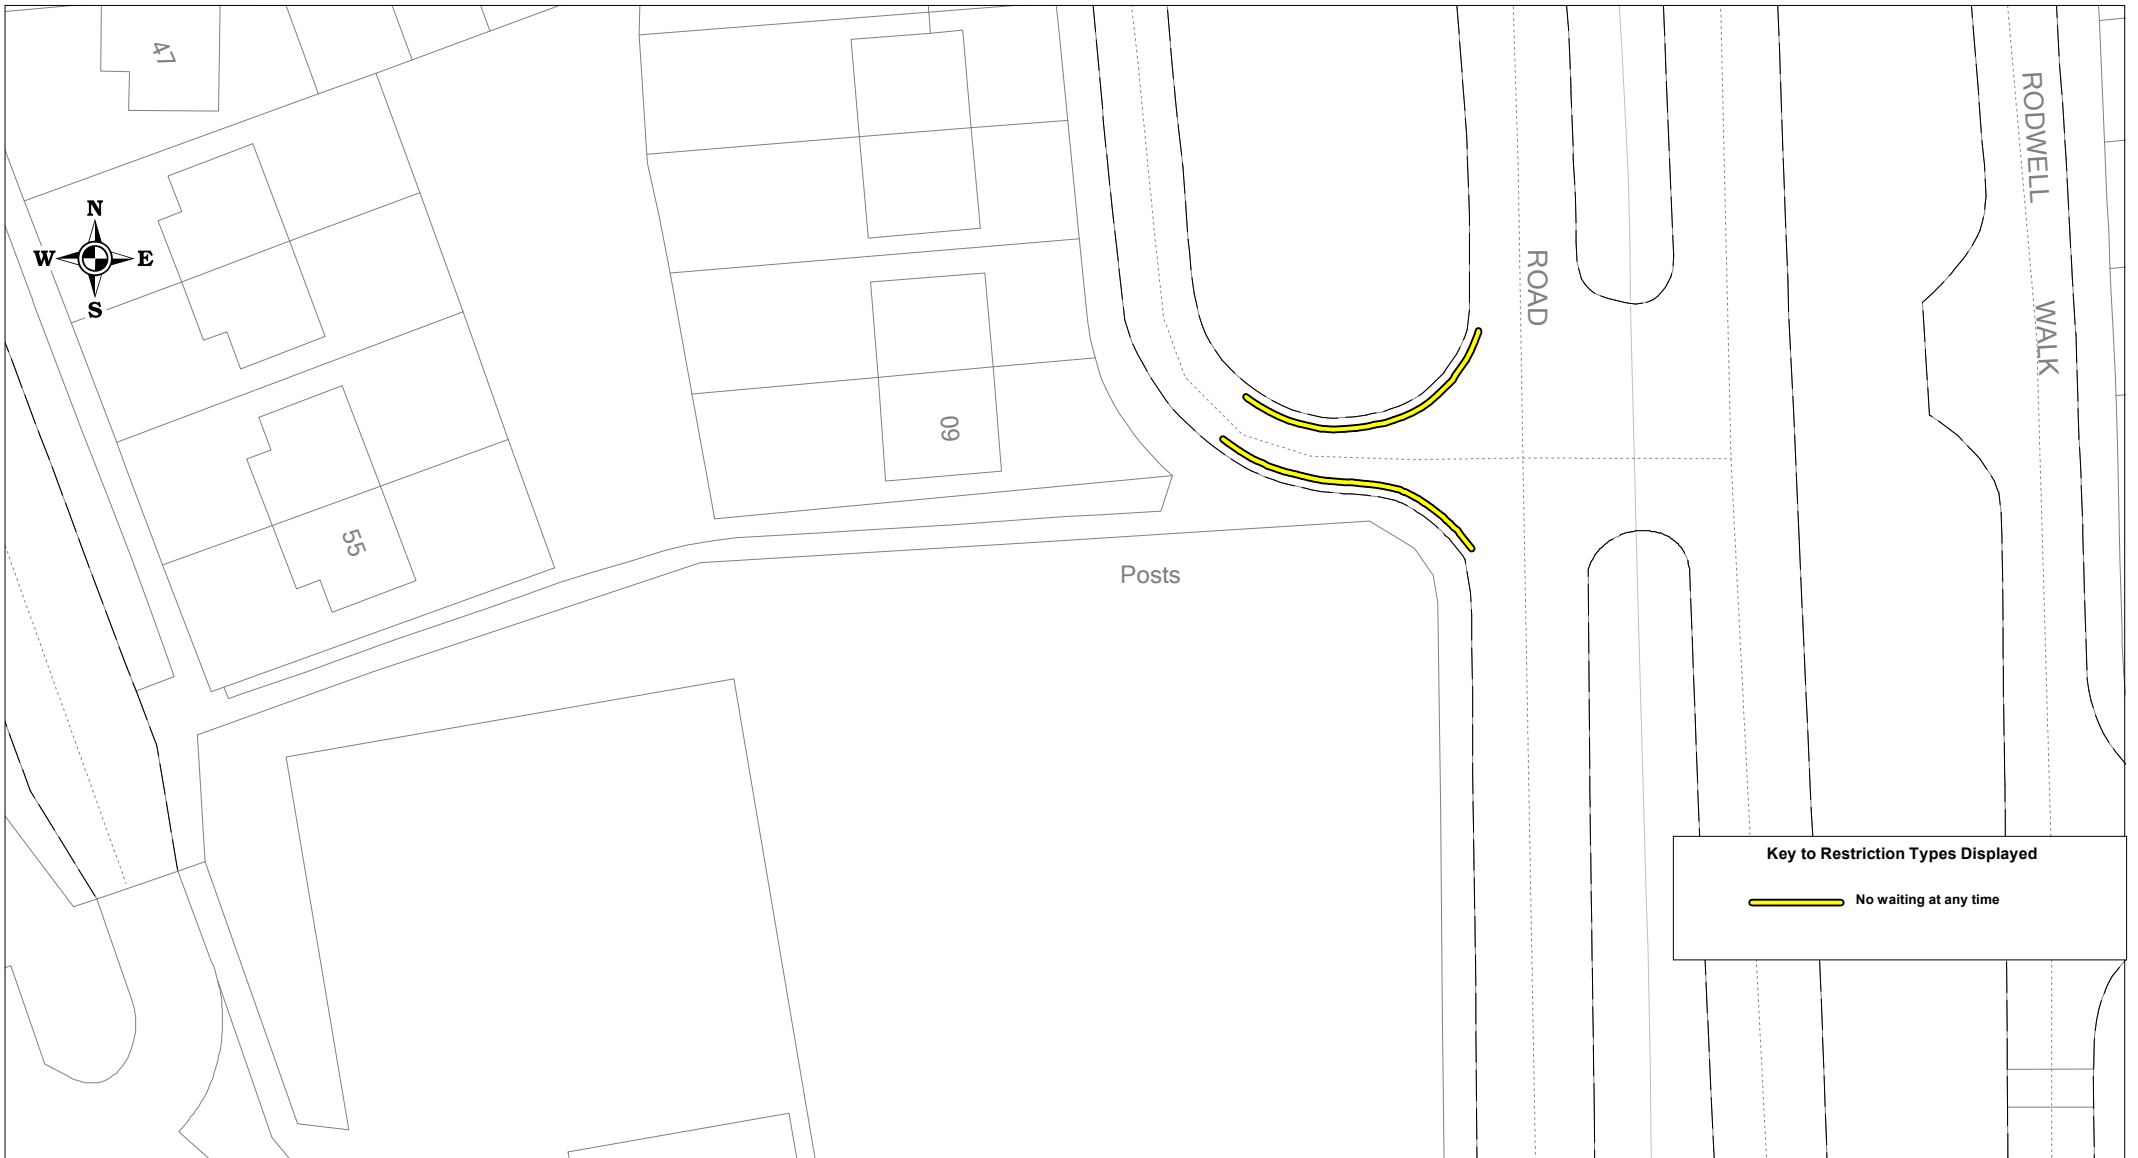 47
N
W E
S
55
60
Posts
ROAD
RODWELL
WALK
Key to Restriction Types Displayed
No waiting at any time